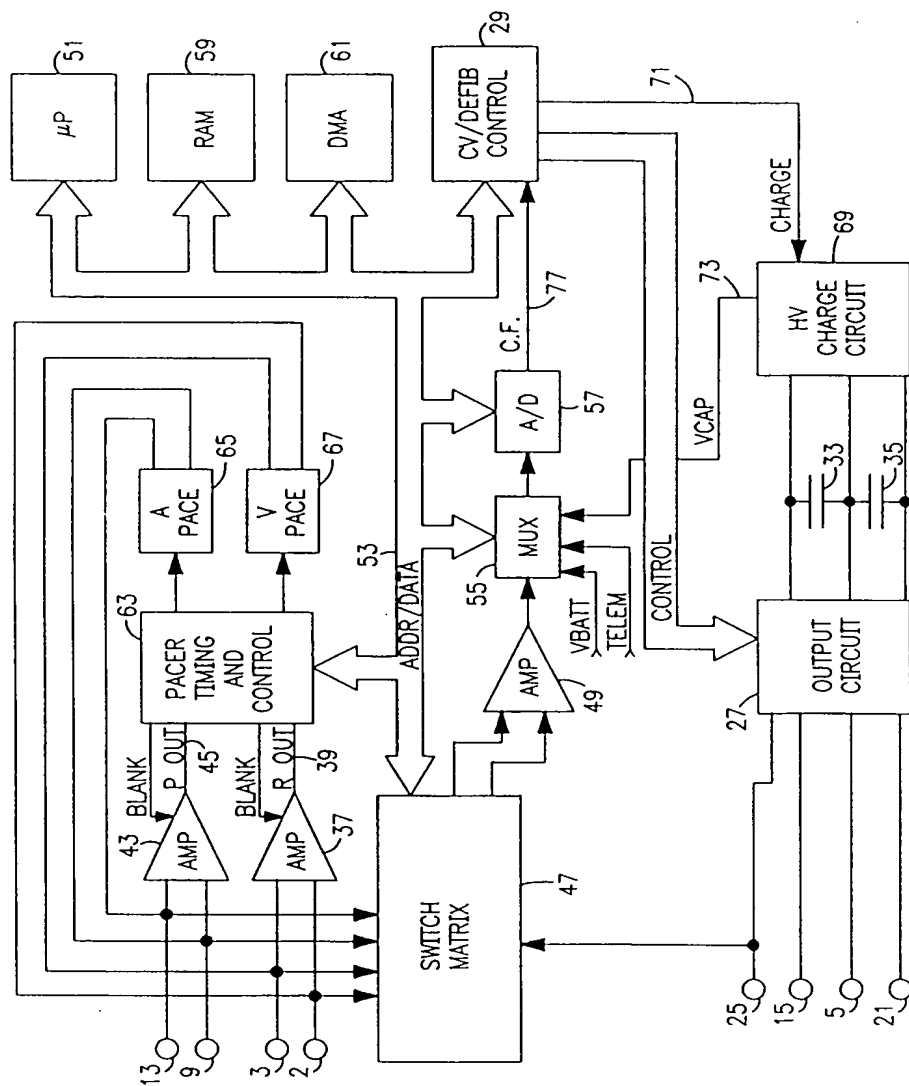 μP
51
RAM
59
DMA
61
CV/DEFIB
CONTROL
29
71
CHARGE
A
PACE
65
V
PACE
67
63
PACER
TIMING
AND
CONTROL
BLANK
P OUT
45
BLANK
R OUT
39
43
AMP
AMP
37
53
ADDR/DATA
C.F.
77
A/D
57
MUX
55
VCAP
73
69
HV
CHARGE
CIRCUIT
AMP
49
VBATT
TELEM
CONTROL
33
35
SWITCH
MATRIX
47
27
OUTPUT
CIRCUIT
13
9
3
2
25
15
5
21